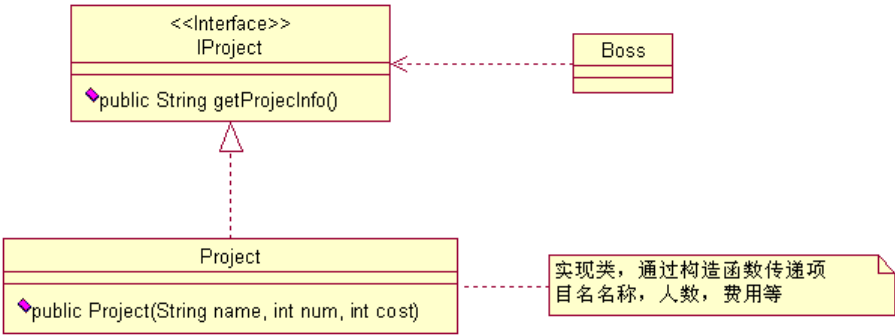 <<Interface>>
IProject
public String getProjecInfo()
Boss
Project
public Project(String name, int num, int cost)
实现类，通过构造函数传递项
目名名称，人数，费用等